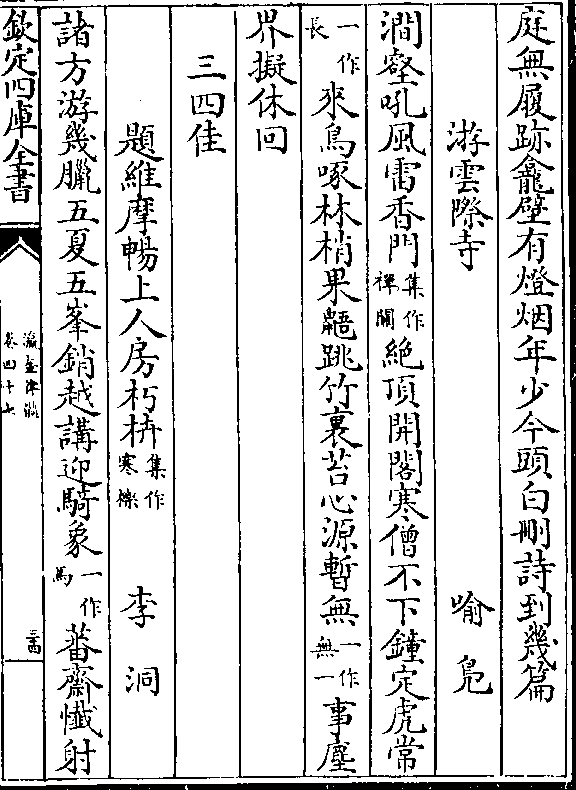 庭無履跡龕壁有燈烟年少今頭白刪詩到幾篇
游雲際寺 喻鳧
澗壑吼風雷香門集作禪關絶頂開閣寒僧不下鐘定虎常
一作長來鳥啄林梢果鼯跳竹裏苔心源暫無一作無一事塵
界擬休回
三四佳
題維摩暢上人房朽枿集作寒檪 李洞
諸方游幾臘五夏五峯銷越講迎騎象一作馬蕃齋懺射
欽定四庫全書
瀛奎律髓
卷四十七
三四